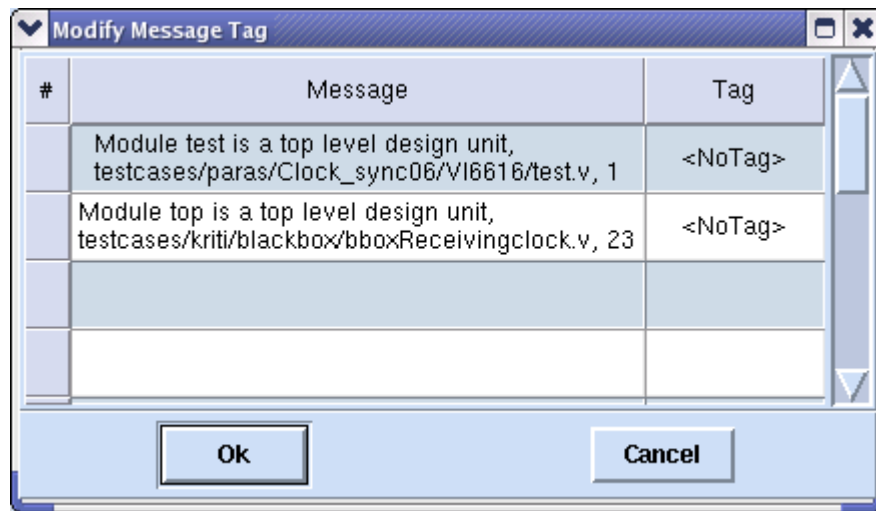 Modify Message Tag
# Message Tag
Module test is a top level design unit,
testcases/paras/Clock_sync06/VI6616/test.v, 1 <NoTag>
Module top is a top level design unit,
testcases/kriti/blackbox/bboxReceivingclock.v, 23 <NoTag>
Ok Cancel